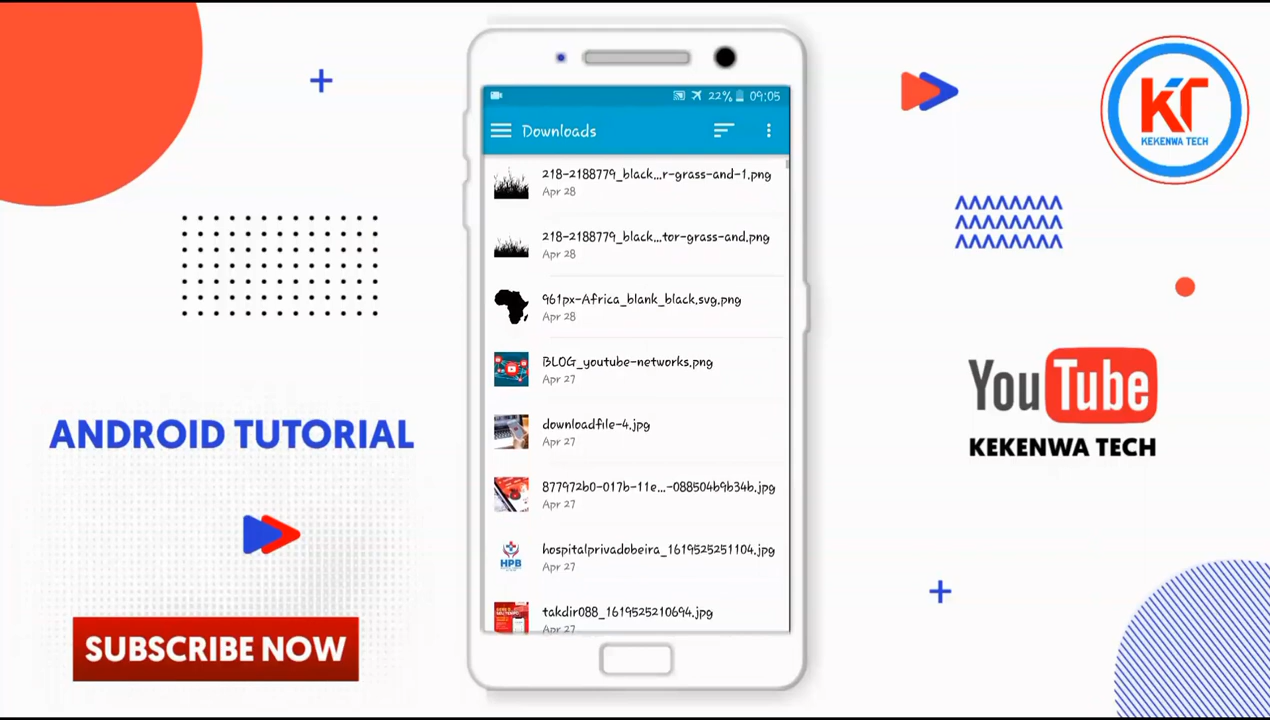 22% 09:05
Downloads
218-2188779_black...r-grass-and-1.png
Apr 28
218-2188779_black...tor-grass-and.png
Apr 28
961px-Africa_blank_black.svg.png
Apr 28
BLOG_youtube-networks.png
Apr 27
downloadfile-4.jpg
Apr 27
877972b0-017b-11e...-088504b9b34b.jpg
Apr 27
hospitalprivadobeira_1619525251104.jpg
Apr 27
HPB
takdir088_1619525210694.jpg
Apr 27
ANDROID TUTORIAL
SUBSCRIBE NOW
KT
KEKENWA TECH
YouTube
KEKENWA TECH